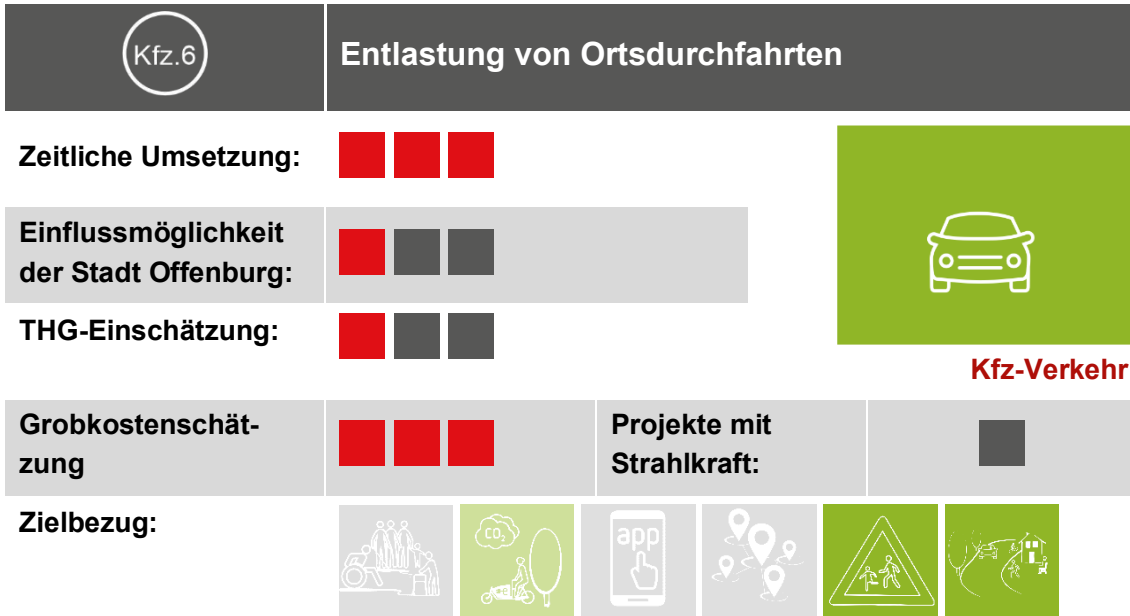 Kfz.6
Entlastung von Ortsdurchfahrten
Zeitliche Umsetzung:
Einflussmöglichkeit
der Stadt Offenburg:
THG-Einschätzung:
Kfz-Verkehr
Grobkostenschät-
zung
Projekte mit
Strahlkraft:
Zielbezug:
CO₂
app